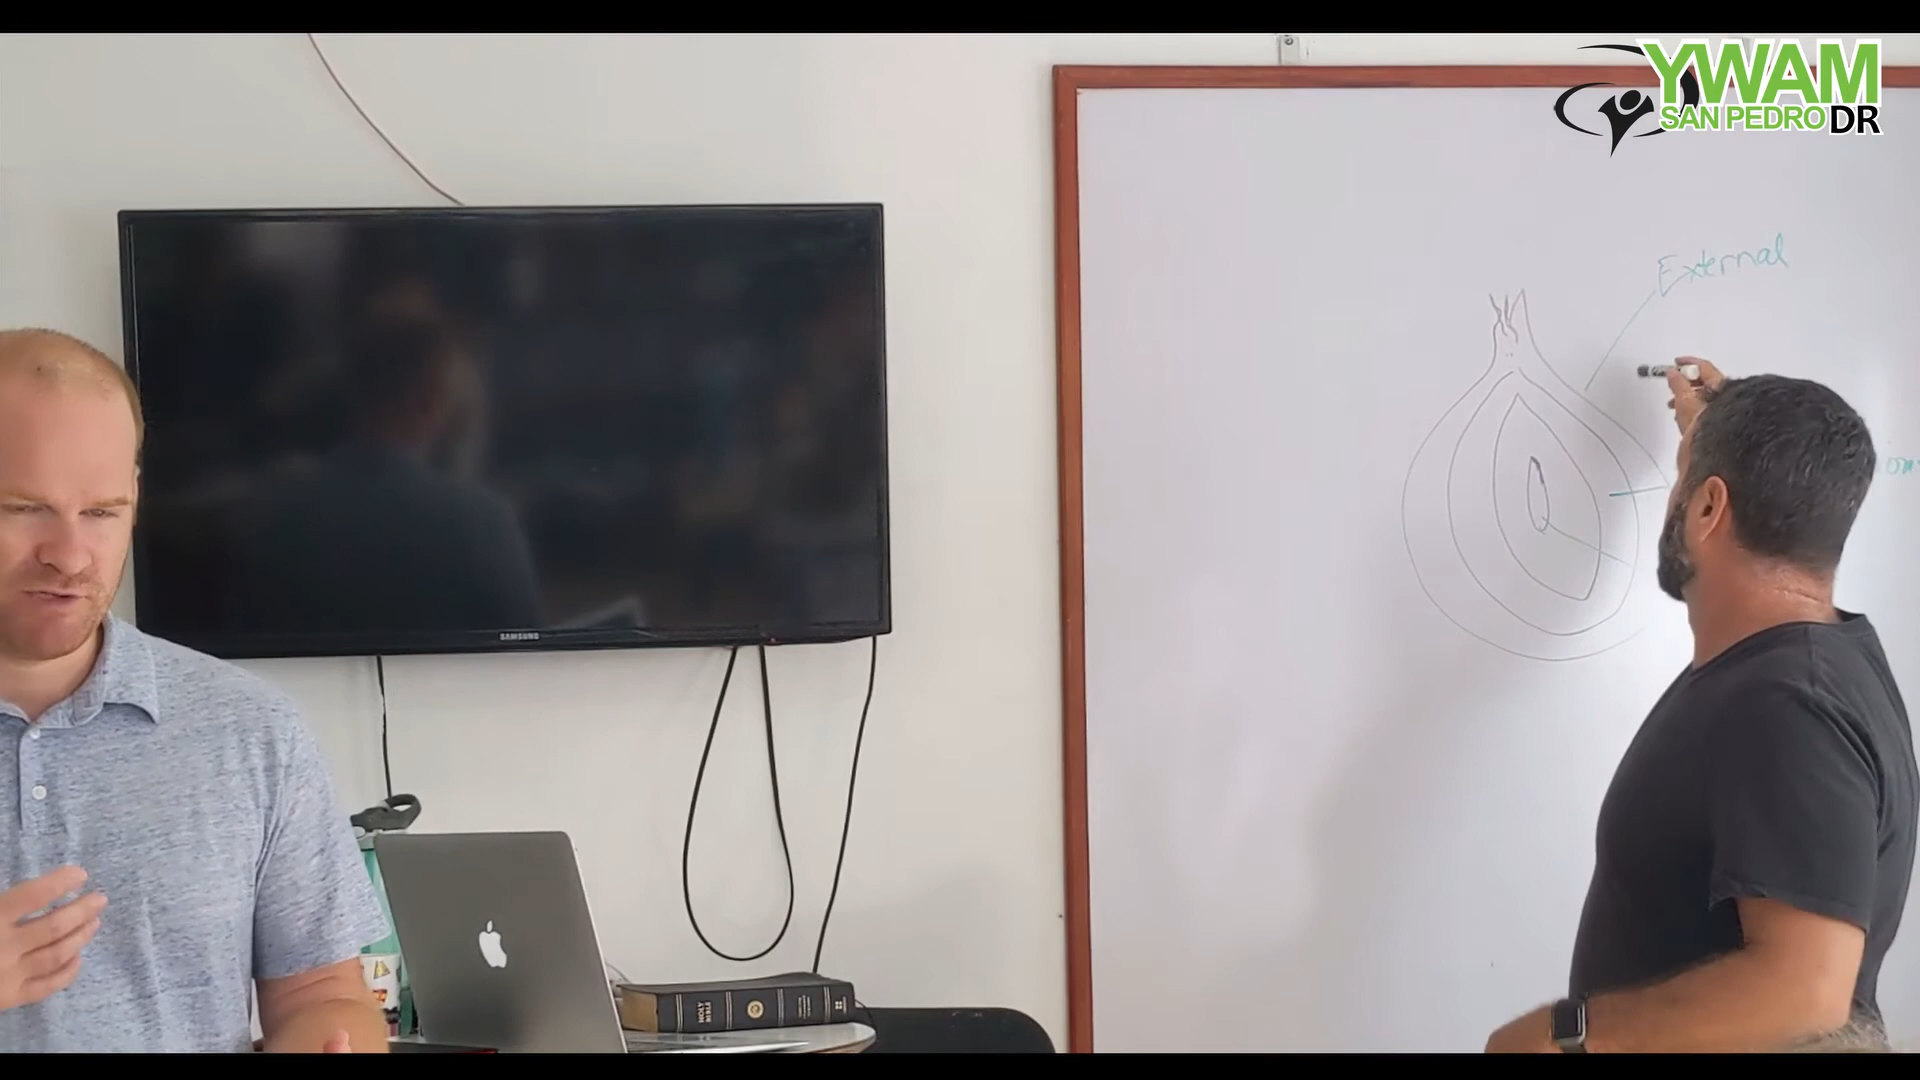 YWAM
SAN PEDRO DR
External
SAMSUNG
HOLY
BIBLE